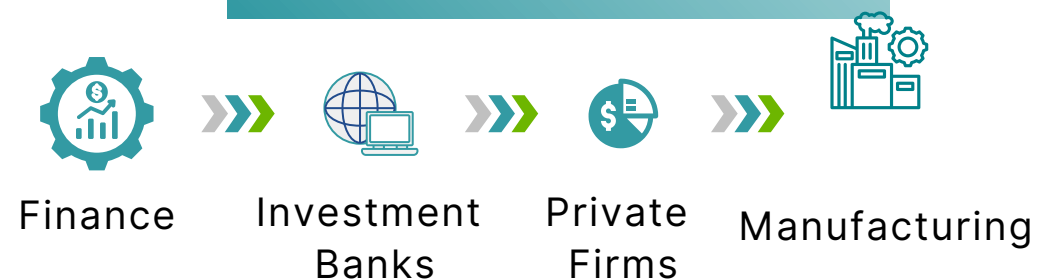 Finance
Investment
Banks
Private
Firms
Manufacturing